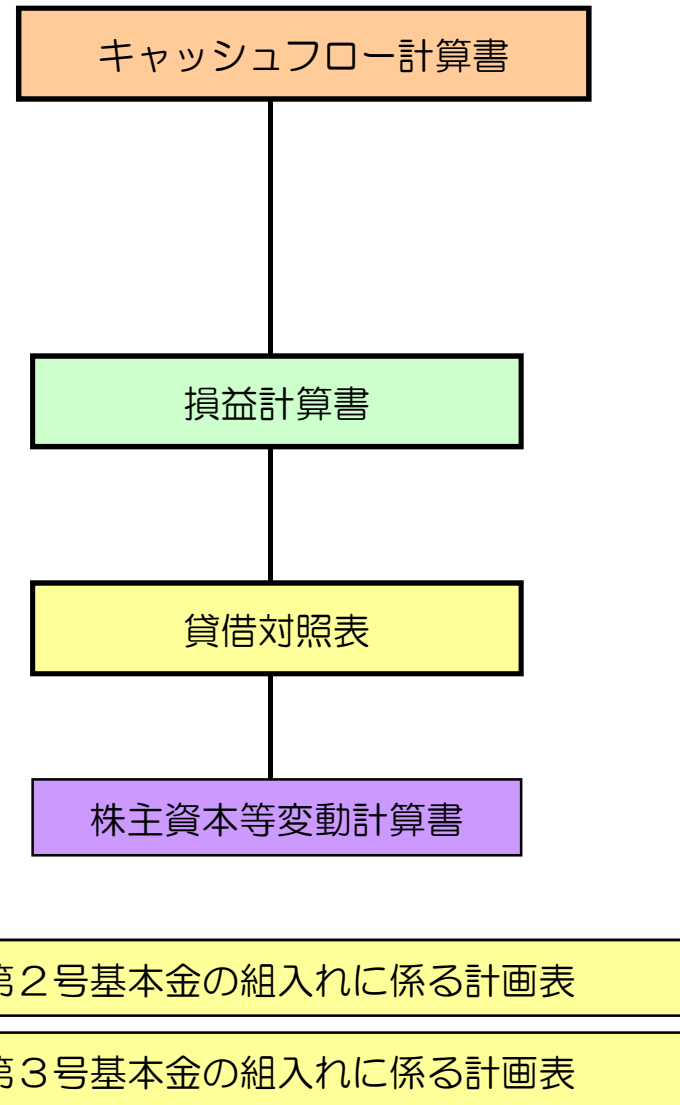 キャッシュフロー計算書
損益計算書
貸借対照表
株主資本等変動計算書
第２号基本金の組入れに係る計画表
第３号基本金の組入れに係る計画表